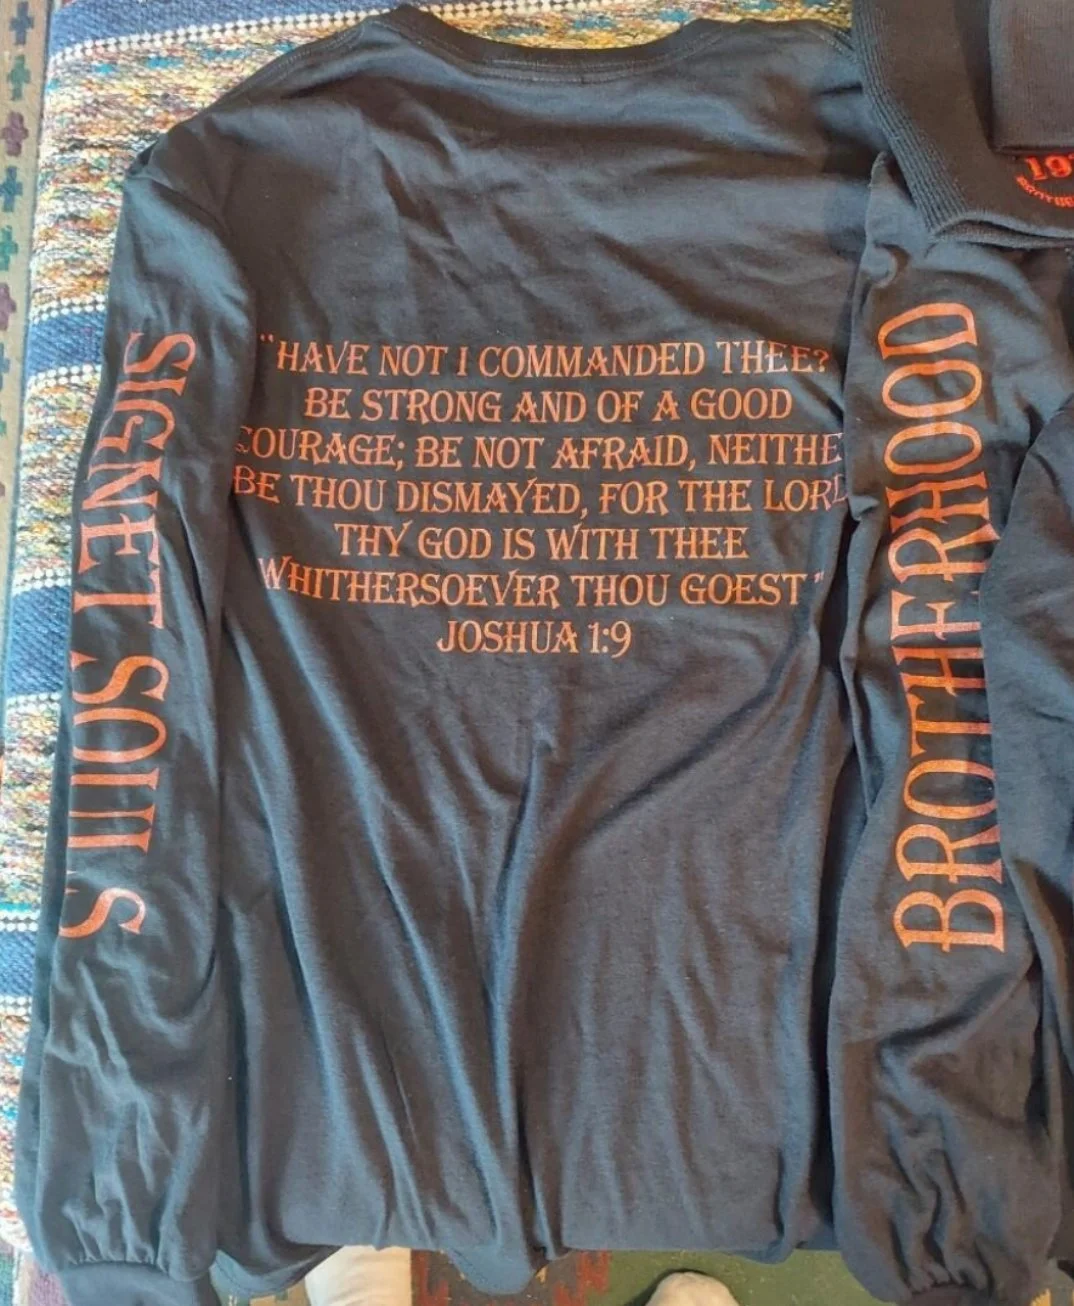 "HAVE NOT I COMMANDED THEE?
BE STRONG AND OF A GOOD
COURAGE; BE NOT AFRAID, NEITHE
BE THOU DISMAYED, FOR THE LORD
THY GOD IS WITH THEE
WHITHERSOEVER THOU GOEST"
JOSHUA 1:9
SIGNET SOULS
BROTHERHOOD